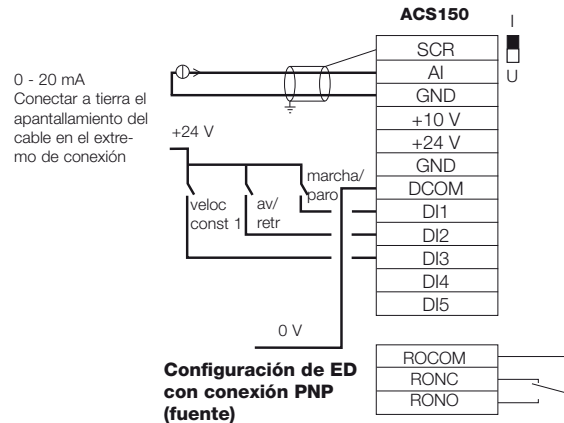 ACS150
I
U
SCR
AI
GND
+10 V
+24 V
GND
DCOM
DI1
DI2
DI3
DI4
DI5
0 - 20 mA
Conectar a tierra el
apantallamiento del
cable en el extre-
mo de conexión
+24 V
marcha/
paro
av/
retr
veloc
const 1
0 V
Configuración de ED
con conexión PNP
(fuente)
ROCOM
RONC
RONO